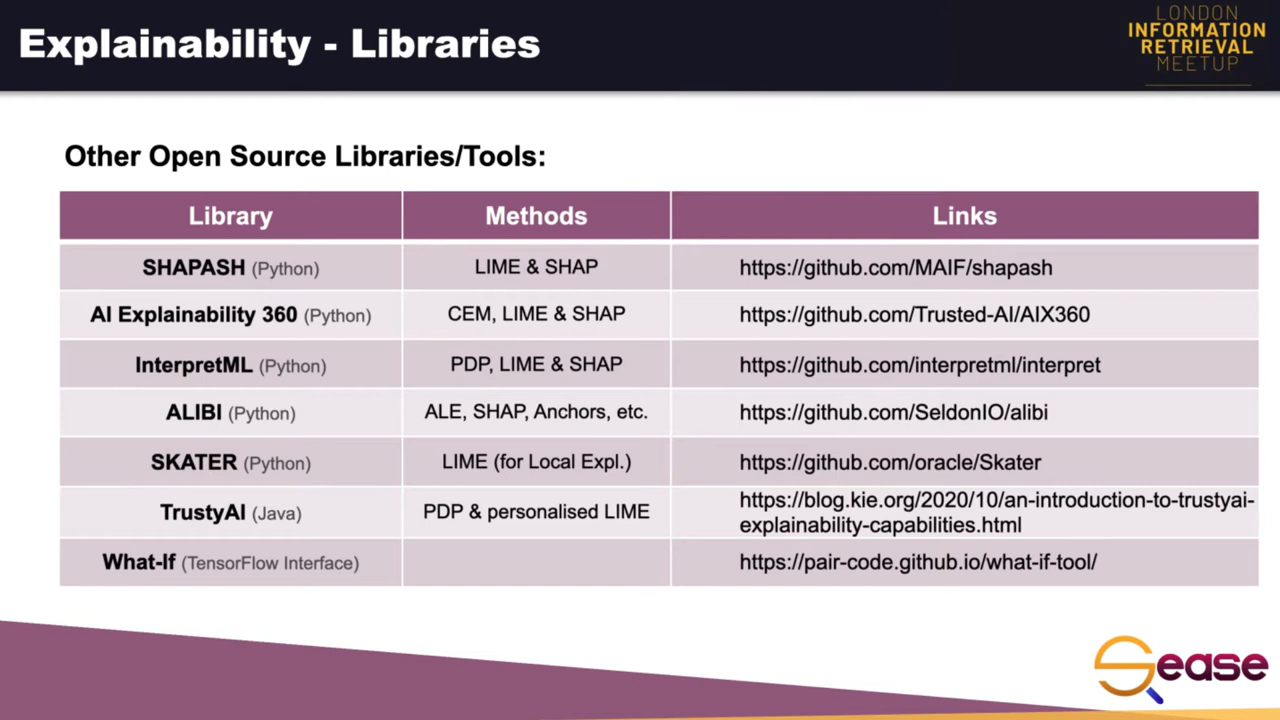 Explainability - Libraries
LONDON
INFORMATION
RETRIEVAL
MEETUP
Other Open Source Libraries/Tools:
Library Methods Links
SHAPASH (Python) LIME & SHAP https://github.com/MAIF/shapash
AI Explainability 360 (Python) CEM, LIME & SHAP https://github.com/Trusted-AI/AIX360
InterpretML (Python) PDP, LIME & SHAP https://github.com/interpretml/interpret
ALIBI (Python) ALE, SHAP, Anchors, etc. https://github.com/SeldonIO/alibi
SKATER (Python) LIME (for Local Expl.) https://github.com/oracle/Skater
TrustyAI (Java) PDP & personalised LIME https://blog.kie.org/2020/10/an-introduction-to-trustyai-
explainability-capabilities.html
What-If (TensorFlow Interface) https://pair-code.github.io/what-if-tool/
Sease